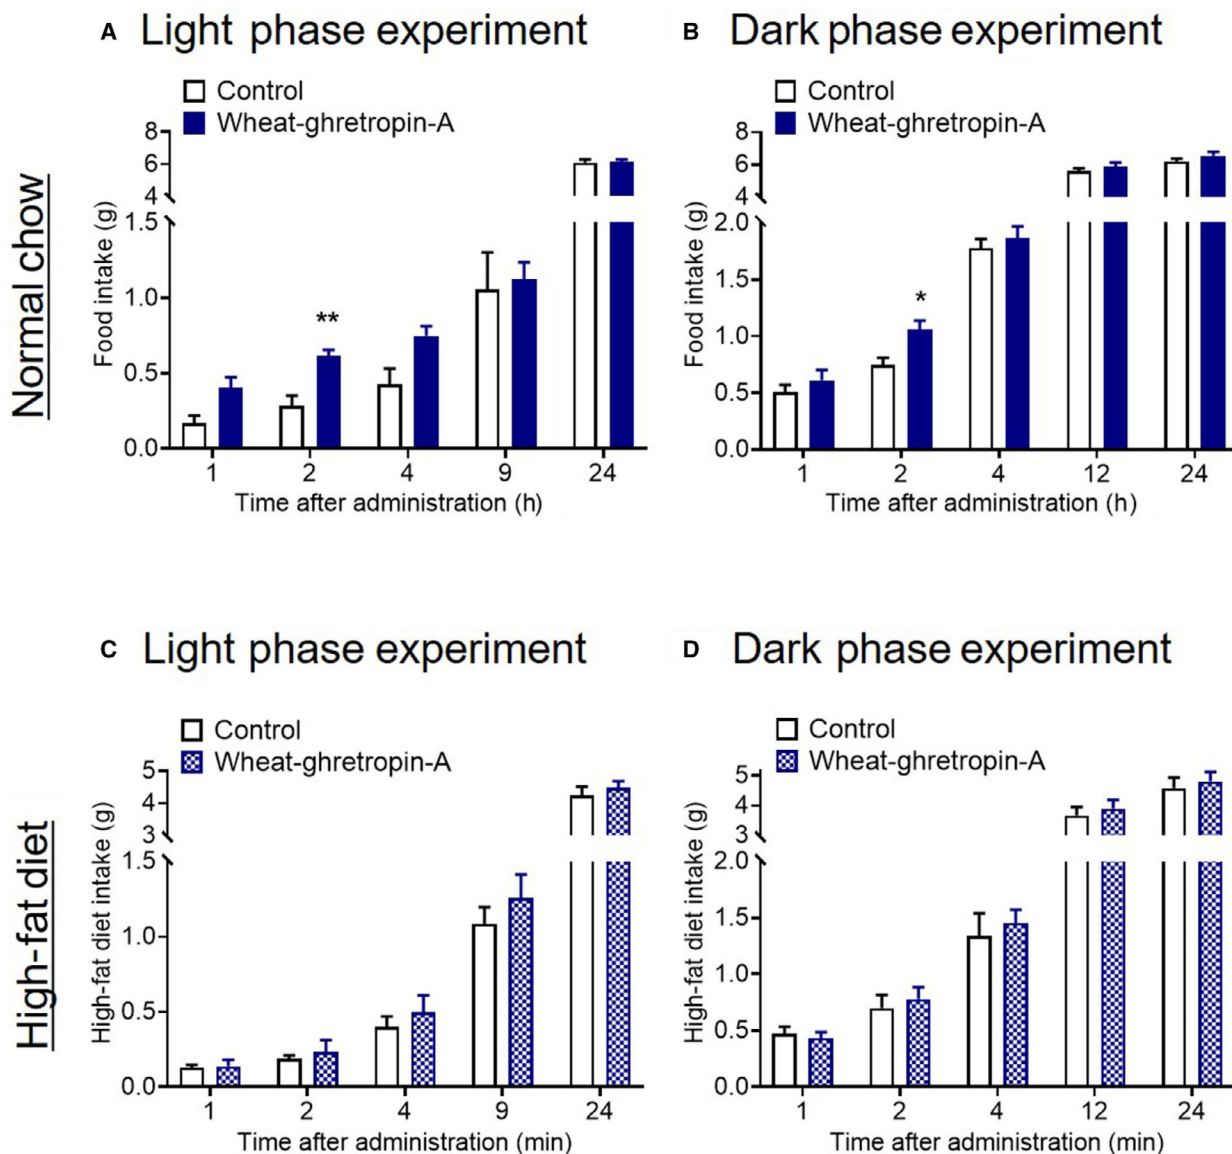 Normal chow
A Light phase experiment
Control
Wheat-ghretropin-A
Food intake (g)
8
6
4
1.5
1.0
0.5
0.0
**
1 2 4 9 24
Time after administration (h)
B Dark phase experiment
Control
Wheat-ghretropin-A
Food intake (g)
8
6
4
2.0
1.5
1.0
0.5
0.0
*
1 2 4 12 24
Time after administration (h)
High-fat diet
C Light phase experiment
Control
Wheat-ghretropin-A
High-fat diet intake (g)
5
4
3
1.5
1.0
0.5
0.0
1 2 4 9 24
Time after administration (min)
D Dark phase experiment
Control
Wheat-ghretropin-A
High-fat diet intake (g)
5
4
3
2.0
1.5
1.0
0.5
0.0
1 2 4 12 24
Time after administration (min)